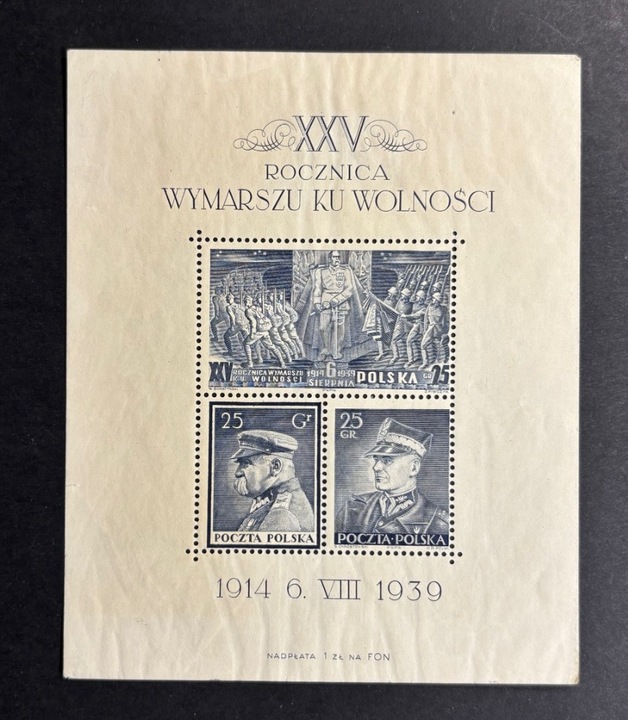 XXV
ROCZNICA
WYMARSZU KU WOLNOŚCI
XXV ROCZNICA WYMARSZU
KU WOLNOŚCI
1914 6 1939
SIERPNIA
POLSKA GR 25
25 Gr
POCZTA POLSKA
25
GR.
POCZTA·POLSKA
1914 6. VIII 1939
NADPŁATA 1 ZŁ NA FON